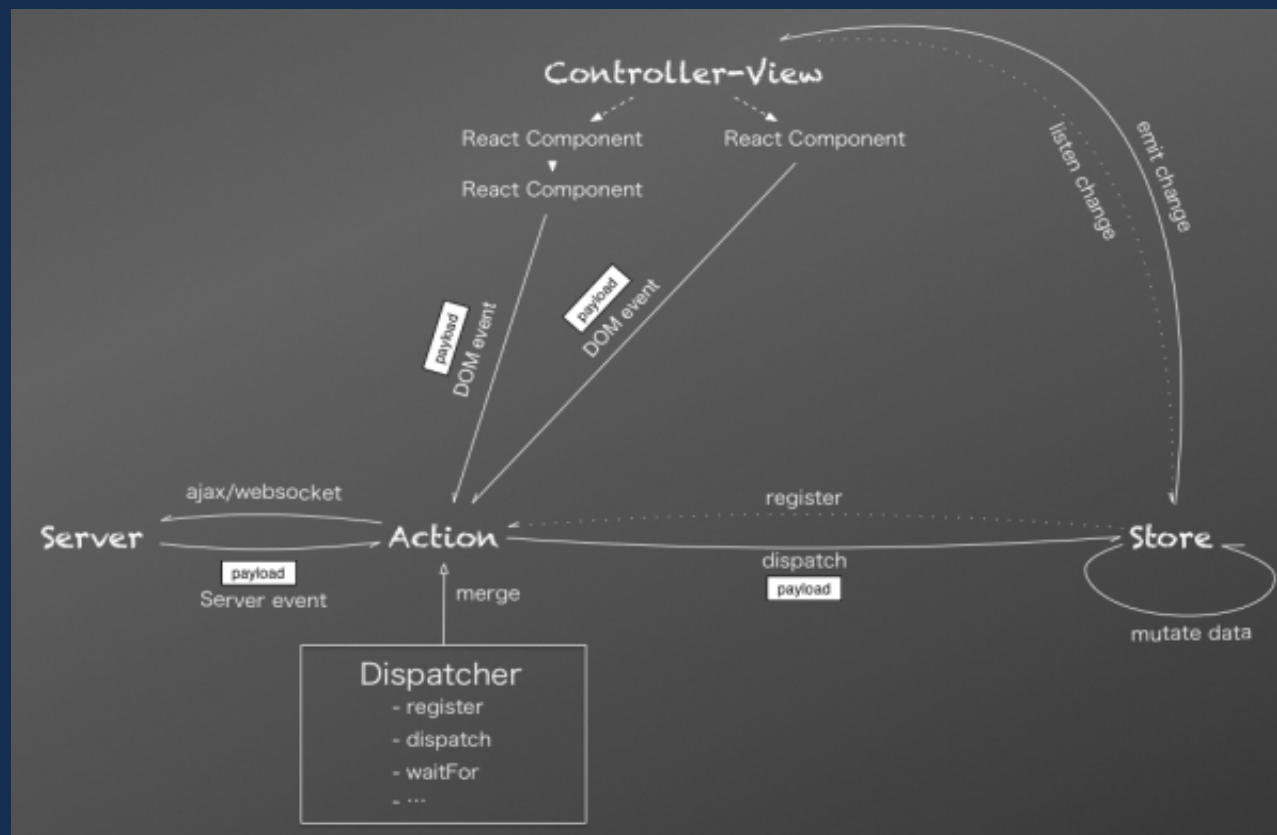 Controller-View
React Component
React Component
React Component
listen change
emit change
payload
DOM event
payload
DOM event
ajax/websocket
register
Server
Action
Store
payload
Server event
merge
dispatch
payload
mutate data
Dispatcher
- register
- dispatch
- waitFor
- ...